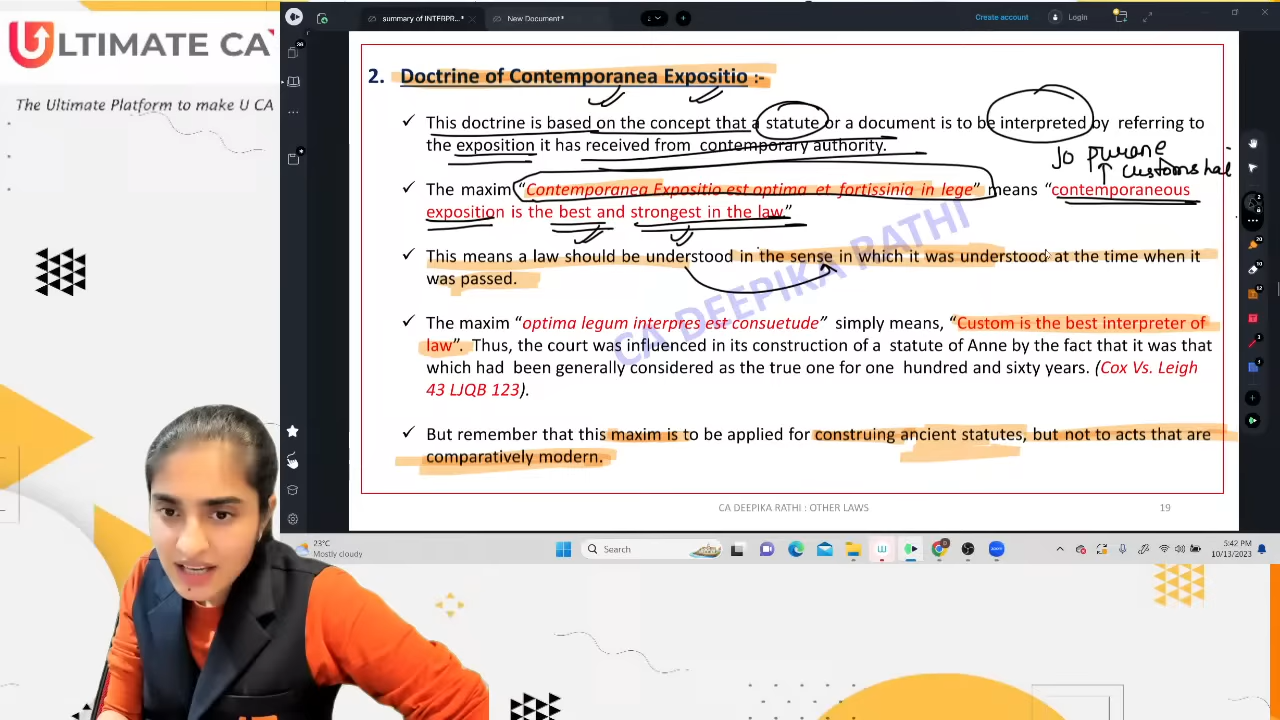 ULTIMATE CA
The Ultimate Platform to make U CA
summary of INTERPR...*
New Document*
1
Create account
Login
2. Doctrine of Contemporanea Expositio :-
✓ This doctrine is based on the concept that a statute or a document is to be interpreted by referring to
the exposition it has received from contemporary authority.
jo purane
customs hai
✓ The maxim “Contemporanea Expositio est optima et fortissinia in lege” means “contemporaneous
exposition is the best and strongest in the law.”
✓ This means a law should be understood in the sense in which it was understood at the time when it
was passed.
✓ The maxim “optima legum interpres est consuetude” simply means, “Custom is the best interpreter of
law”. Thus, the court was influenced in its construction of a statute of Anne by the fact that it was that
which had been generally considered as the true one for one hundred and sixty years. (Cox Vs. Leigh
43 LJQB 123).
✓ But remember that this maxim is to be applied for construing ancient statutes, but not to acts that are
comparatively modern.
CA DEEPIKA RATHI
CA DEEPIKA RATHI : OTHER LAWS
19
23°C
Mostly cloudy
Search
5:42 PM
10/13/2023